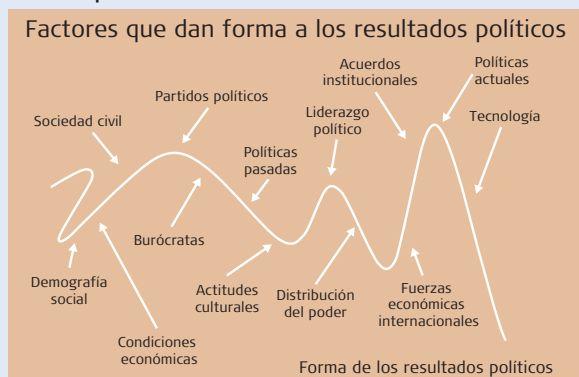 Factores que dan forma a los resultados políticos
Sociedad civil
Partidos políticos
Políticas
pasadas
Liderazgo
político
Acuerdos
institucionales
Políticas
actuales
Tecnología
Demografía
social
Condiciones
económicas
Burócratas
Actitudes
culturales
Distribución
del poder
Fuerzas
económicas
internacionales
Forma de los resultados políticos